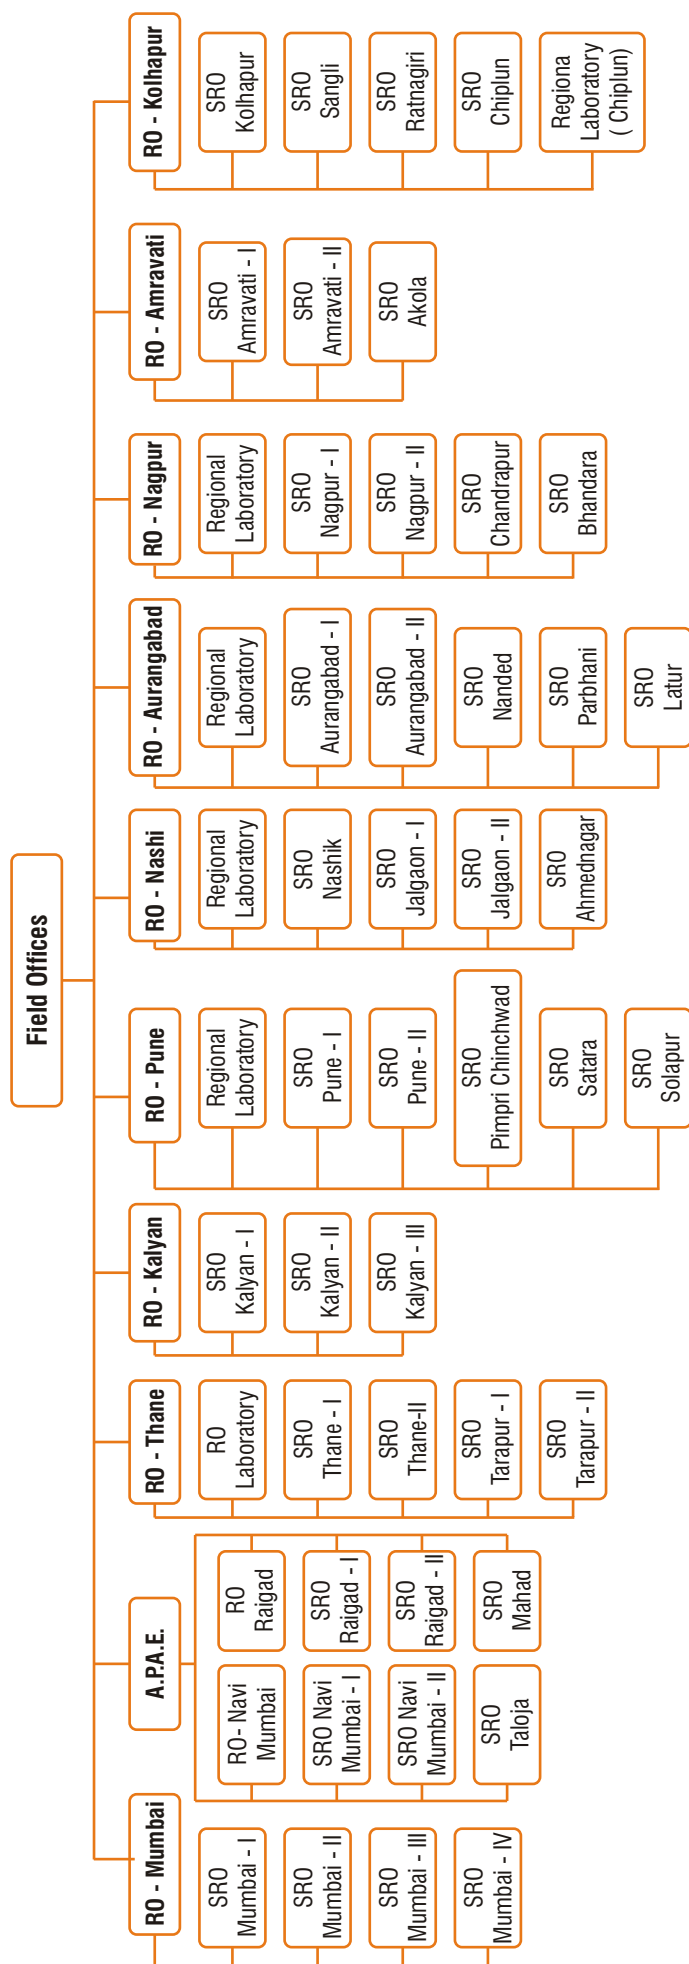 Field Offices
RO - Mumbai
SRO
Mumbai - I
SRO
Mumbai - II
SRO
Mumbai - III
SRO
Mumbai - IV
A.P.A.E.
RO- Navi
Mumbai
SRO Navi
Mumbai - I
SRO Navi
Mumbai - II
SRO
Taloja
RO
Raigad
SRO
Raigad - I
SRO
Raigad - II
SRO
Mahad
RO - Thane
RO
Laboratory
SRO
Thane - I
SRO
Thane-II
SRO
Tarapur - I
SRO
Tarapur - II
RO - Kalyan
SRO
Kalyan - I
SRO
Kalyan - II
SRO
Kalyan - III
RO - Pune
Regional
Laboratory
SRO
Pune - I
SRO
Pune - II
SRO
Pimpri Chinchwad
SRO
Satara
SRO
Solapur
RO - Nashi
Regional
Laboratory
SRO
Nashik
SRO
Jalgaon - I
SRO
Jalgaon - II
SRO
Ahmednagar
RO - Aurangabad
Regional
Laboratory
SRO
Aurangabad - I
SRO
Aurangabad - II
SRO
Nanded
SRO
Parbhani
SRO
Latur
RO - Nagpur
Regional
Laboratory
SRO
Nagpur - I
SRO
Nagpur - II
SRO
Chandrapur
SRO
Bhandara
RO - Amravati
SRO
Amravati - I
SRO
Amravati - II
SRO
Akola
RO - Kolhapur
SRO
Kolhapur
SRO
Sangli
SRO
Ratnagiri
SRO
Chiplun
Regiona
Laboratory
( Chiplun)